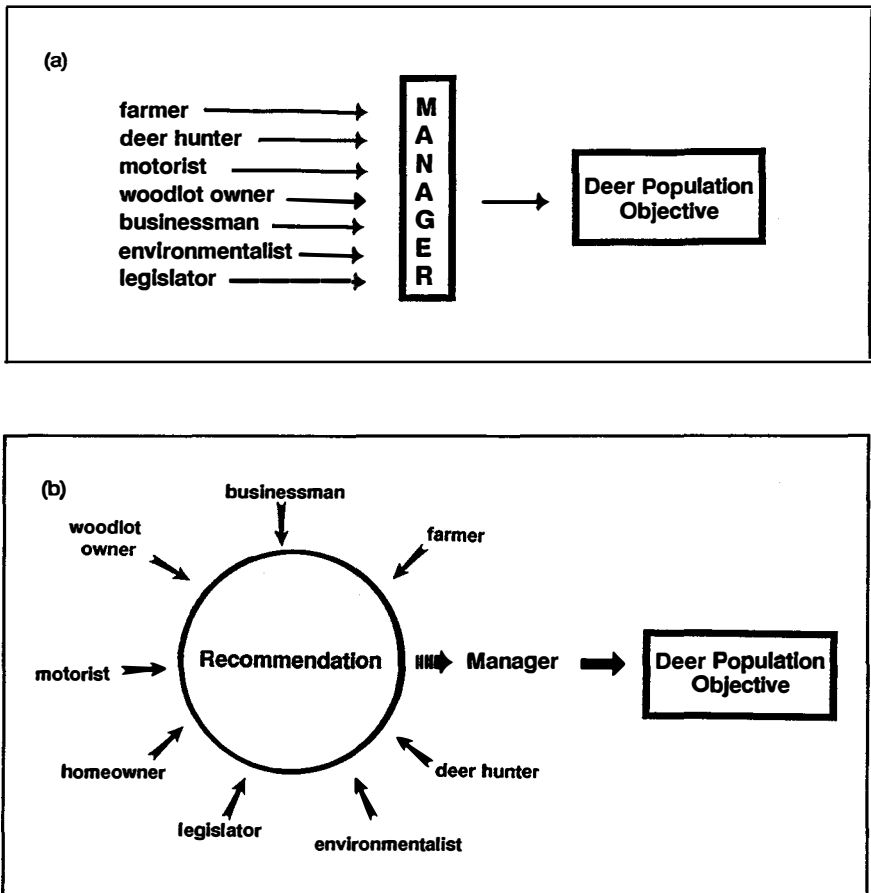 (a)
farmer
deer hunter
motorist
woodlot owner
businessman
environmentalist
legislator
MANAGER
Deer Population
Objective
(b)
businessman
woodlot
owner
farmer
motorist
Recommendation
Manager
Deer Population
Objective
homeowner
deer hunter
legislator
environmentalist